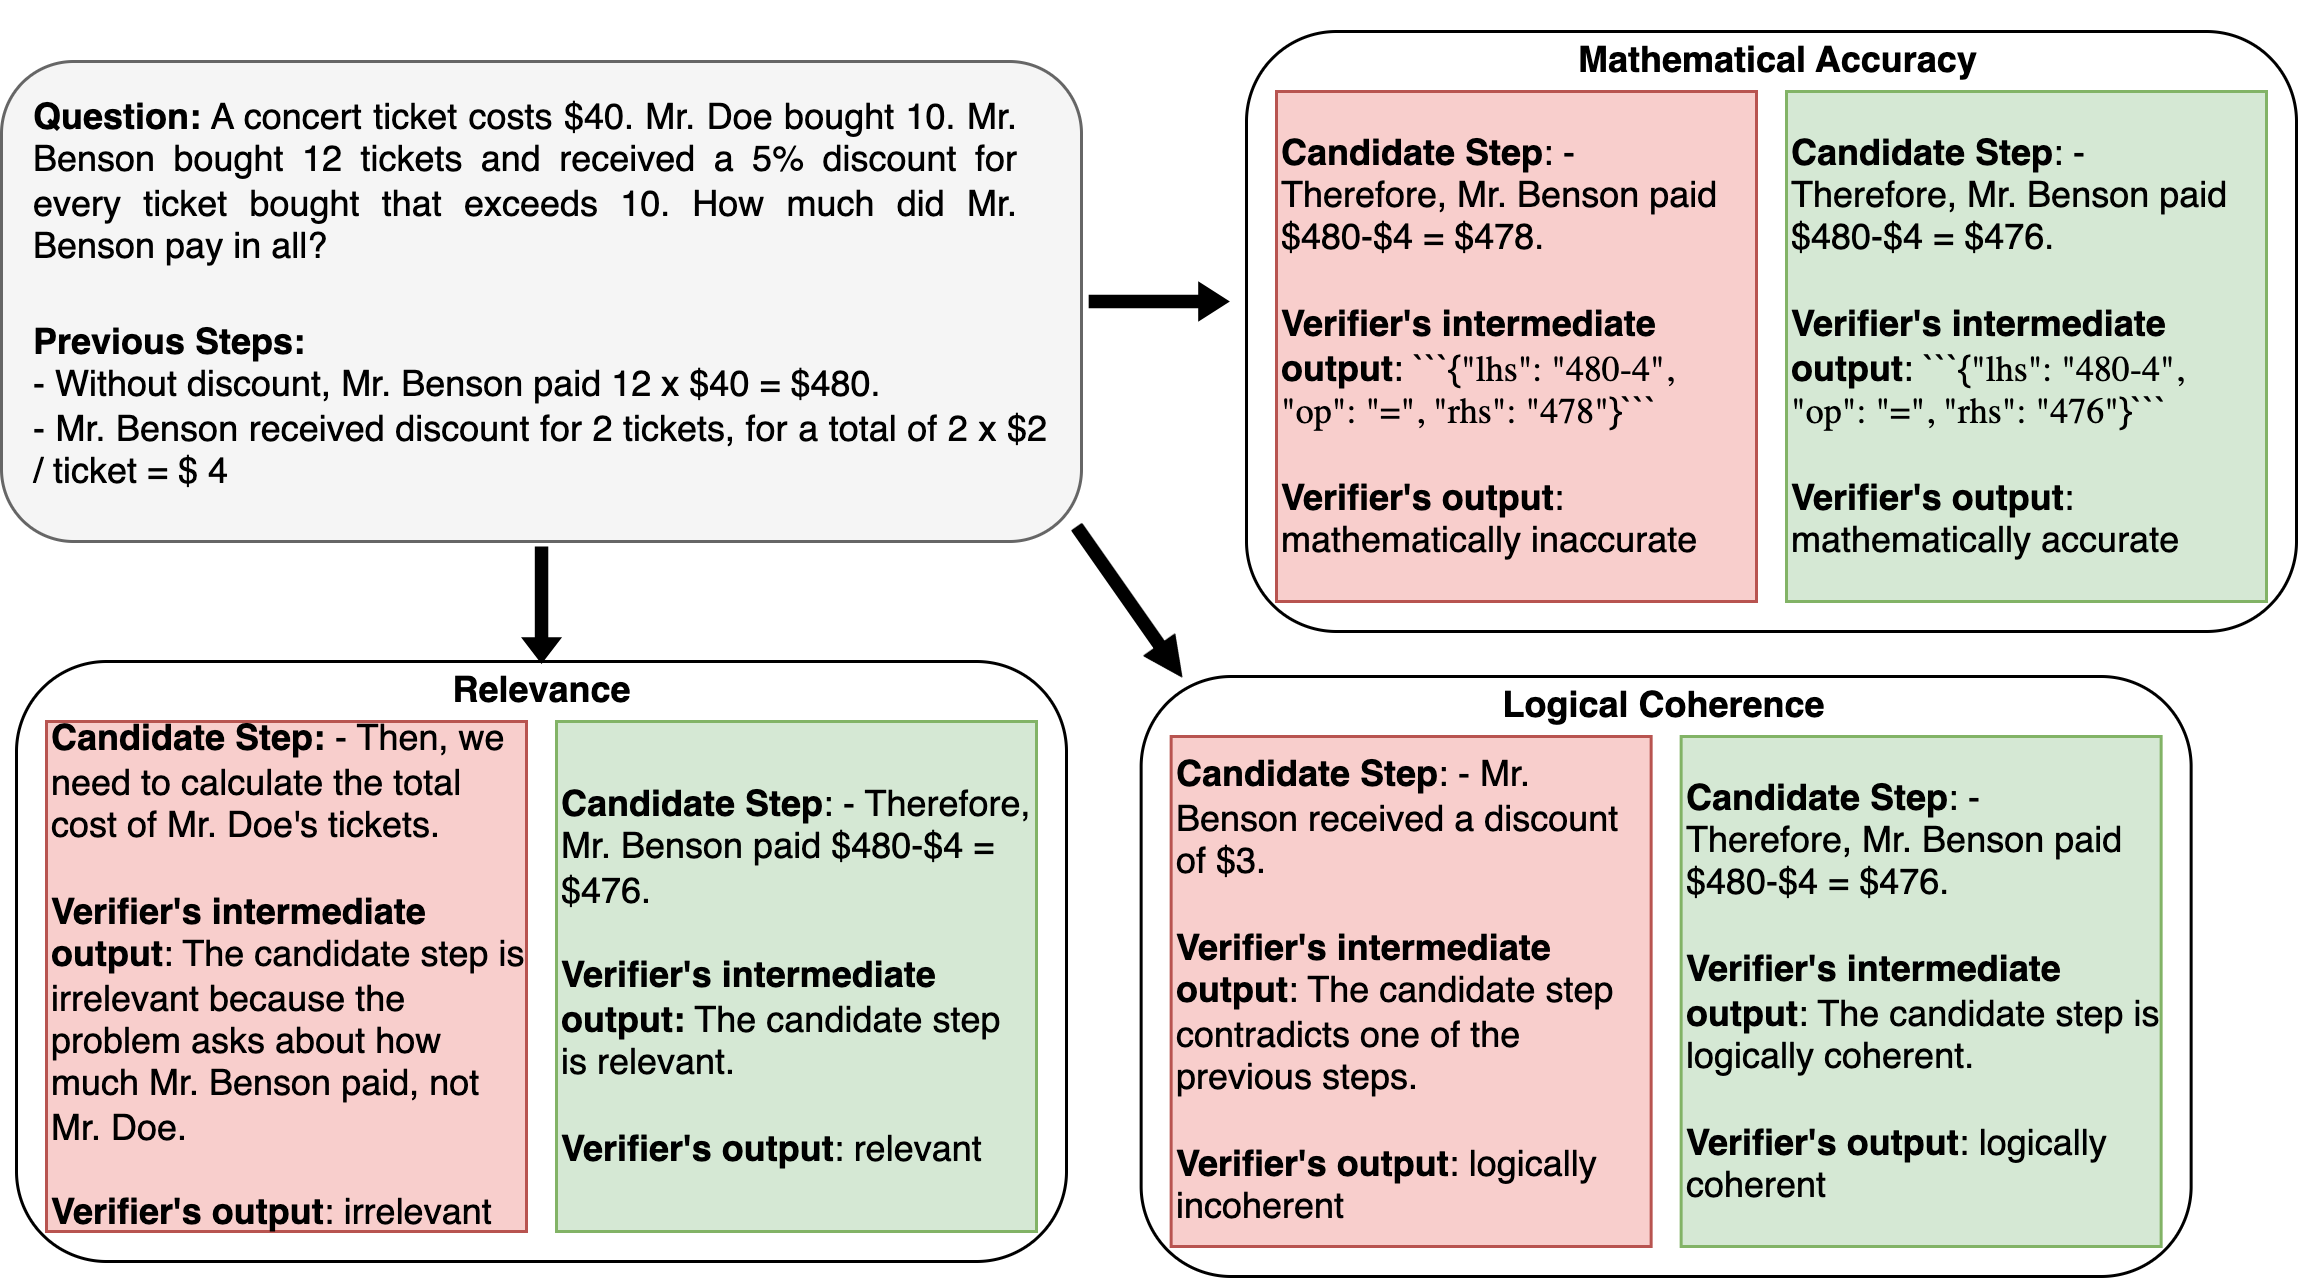 Question: A concert ticket costs $40. Mr. Doe bought 10. Mr.
Benson bought 12 tickets and received a 5% discount for
every ticket bought that exceeds 10. How much did Mr.
Benson pay in all?
Previous Steps:
- Without discount, Mr. Benson paid 12 x $40 = $480.
- Mr. Benson received discount for 2 tickets, for a total of 2 x $2
/ ticket = $ 4
Mathematical Accuracy
Candidate Step: -
Therefore, Mr. Benson paid
$480-$4 = $478.
Verifier's intermediate
output: ```{"lhs": "480-4",
"op": "=", "rhs": "478"}```
Verifier's output:
mathematically inaccurate
Candidate Step: -
Therefore, Mr. Benson paid
$480-$4 = $476.
Verifier's intermediate
output: ```{"lhs": "480-4",
"op": "=", "rhs": "476"}```
Verifier's output:
mathematically accurate
Relevance
Candidate Step: - Then, we
need to calculate the total
cost of Mr. Doe's tickets.
Verifier's intermediate
output: The candidate step is
irrelevant because the
problem asks about how
much Mr. Benson paid, not
Mr. Doe.
Verifier's output: irrelevant
Candidate Step: - Therefore,
Mr. Benson paid $480-$4 =
$476.
Verifier's intermediate
output: The candidate step
is relevant.
Verifier's output: relevant
Logical Coherence
Candidate Step: - Mr.
Benson received a discount
of $3.
Verifier's intermediate
output: The candidate step
contradicts one of the
previous steps.
Verifier's output: logically
incoherent
Candidate Step: -
Therefore, Mr. Benson paid
$480-$4 = $476.
Verifier's intermediate
output: The candidate step is
logically coherent.
Verifier's output: logically
coherent